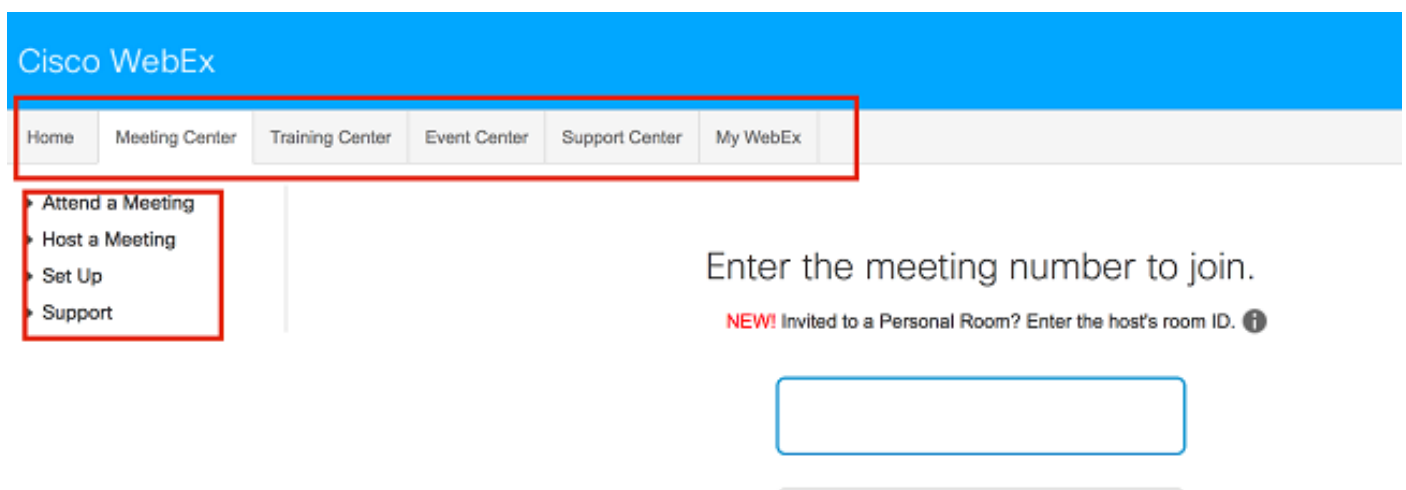 Cisco WebEx
Home Meeting Center Training Center Event Center Support Center My WebEx
Attend a Meeting
Host a Meeting
Set Up
Support
Enter the meeting number to join.
NEW! Invited to a Personal Room? Enter the host's room ID.